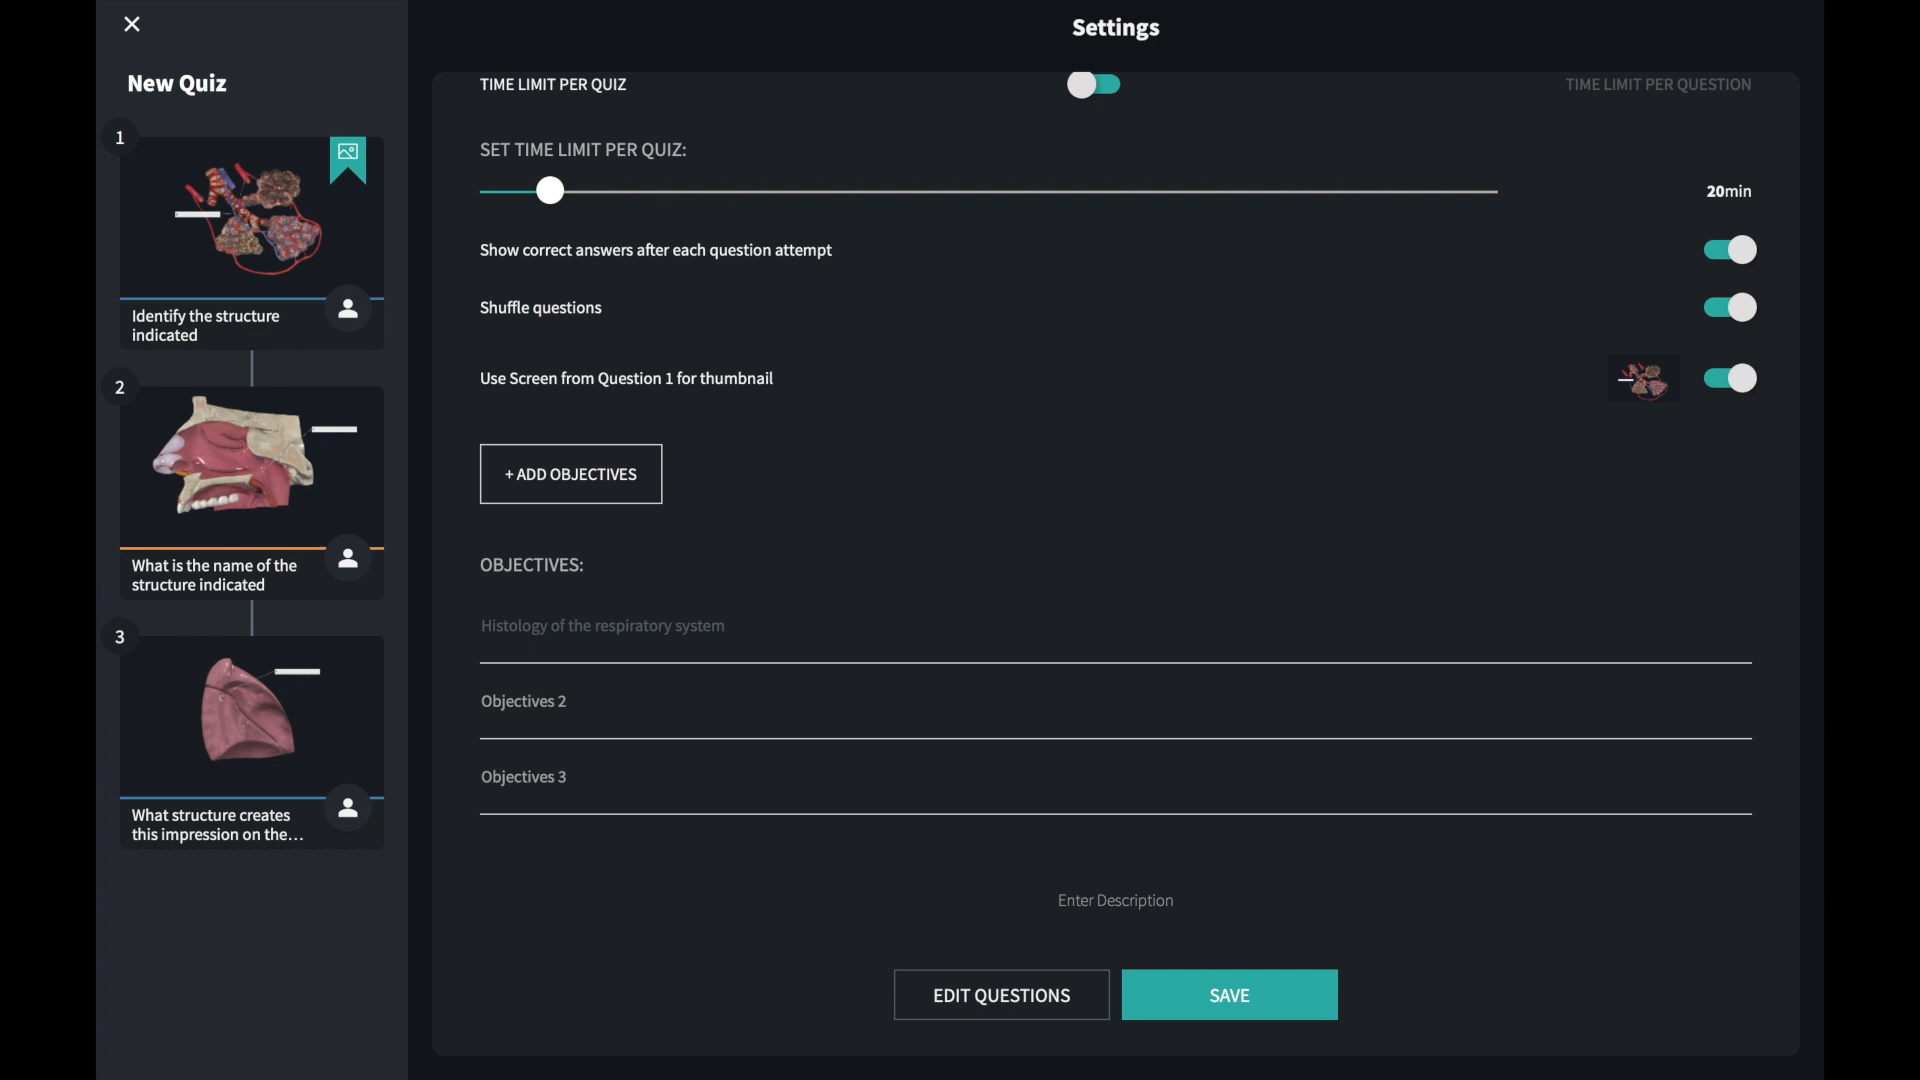 Settings
New Quiz
1
Identify the structure
indicated
2
What is the name of the
structure indicated
3
What structure creates
this impression on the...
TIME LIMIT PER QUIZ
TIME LIMIT PER QUESTION
SET TIME LIMIT PER QUIZ:
20min
Show correct answers after each question attempt
Shuffle questions
Use Screen from Question 1 for thumbnail
+ ADD OBJECTIVES
OBJECTIVES:
Histology of the respiratory system
Objectives 2
Objectives 3
Enter Description
EDIT QUESTIONS
SAVE